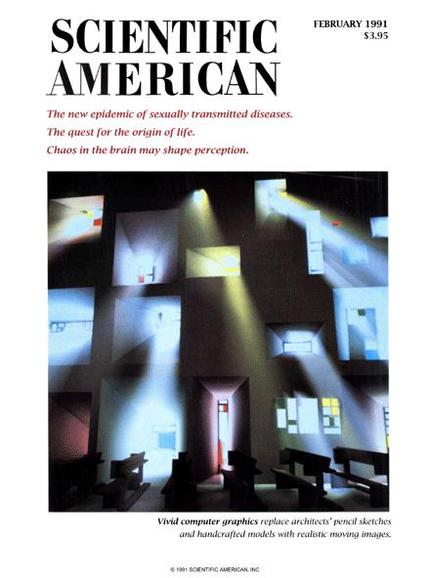 SCIENTIFIC
AMERICAN
FEBRUARY 1991
$3.95
The new epidemic of sexually transmitted diseases.
The quest for the origin of life.
Chaos in the brain may shape perception.
Vivid computer graphics replace architects' pencil sketches
and handcrafted models with realistic moving images.
© 1991 SCIENTIFIC AMERICAN, INC